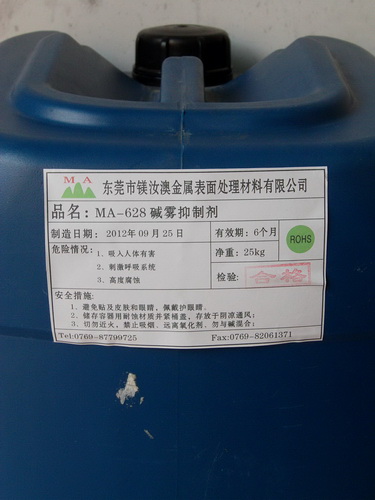 M A
东莞市镁汝澳金属表面处理材料有限公司
品名: MA-628 碱雾抑制剂
制造日期: 2012年09月25日 有效期: 6个月
危险情况: 1、吸入人体有害 净重: 25kg
2、刺激呼吸系统
3、高度腐蚀 检验: 合格
ROHS
安全措施:
1、避免贴及皮肤和眼睛，佩戴护眼睛.
2、储存容器用耐蚀材质并紧桶盖，存放于阴凉通风;
3、切勿近火，禁止吸烟、远离氧化剂、勿与碱混合;
Tel:0769-87799725 Fax:0769-82061371